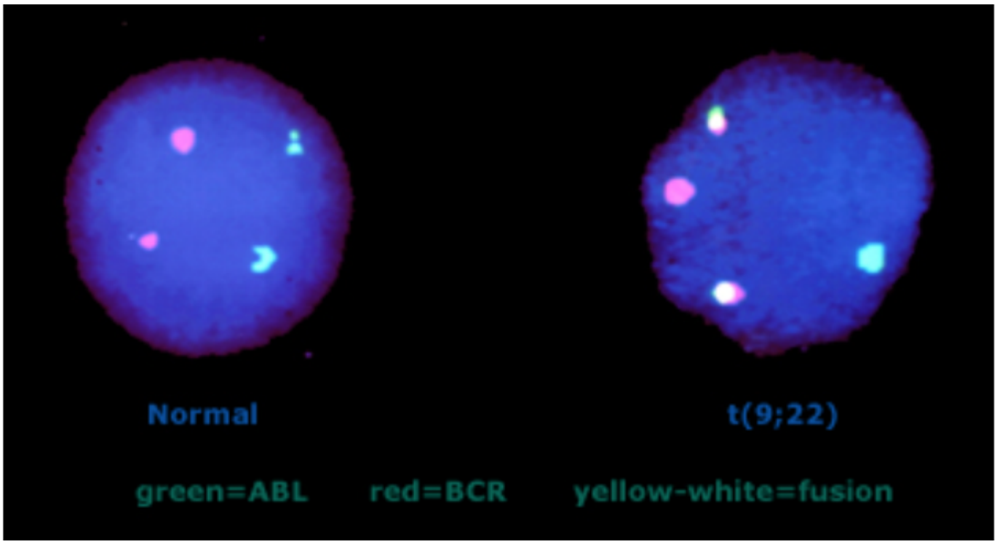 Normal t(9;22)
green=ABL red=BCR yellow-white=fusion